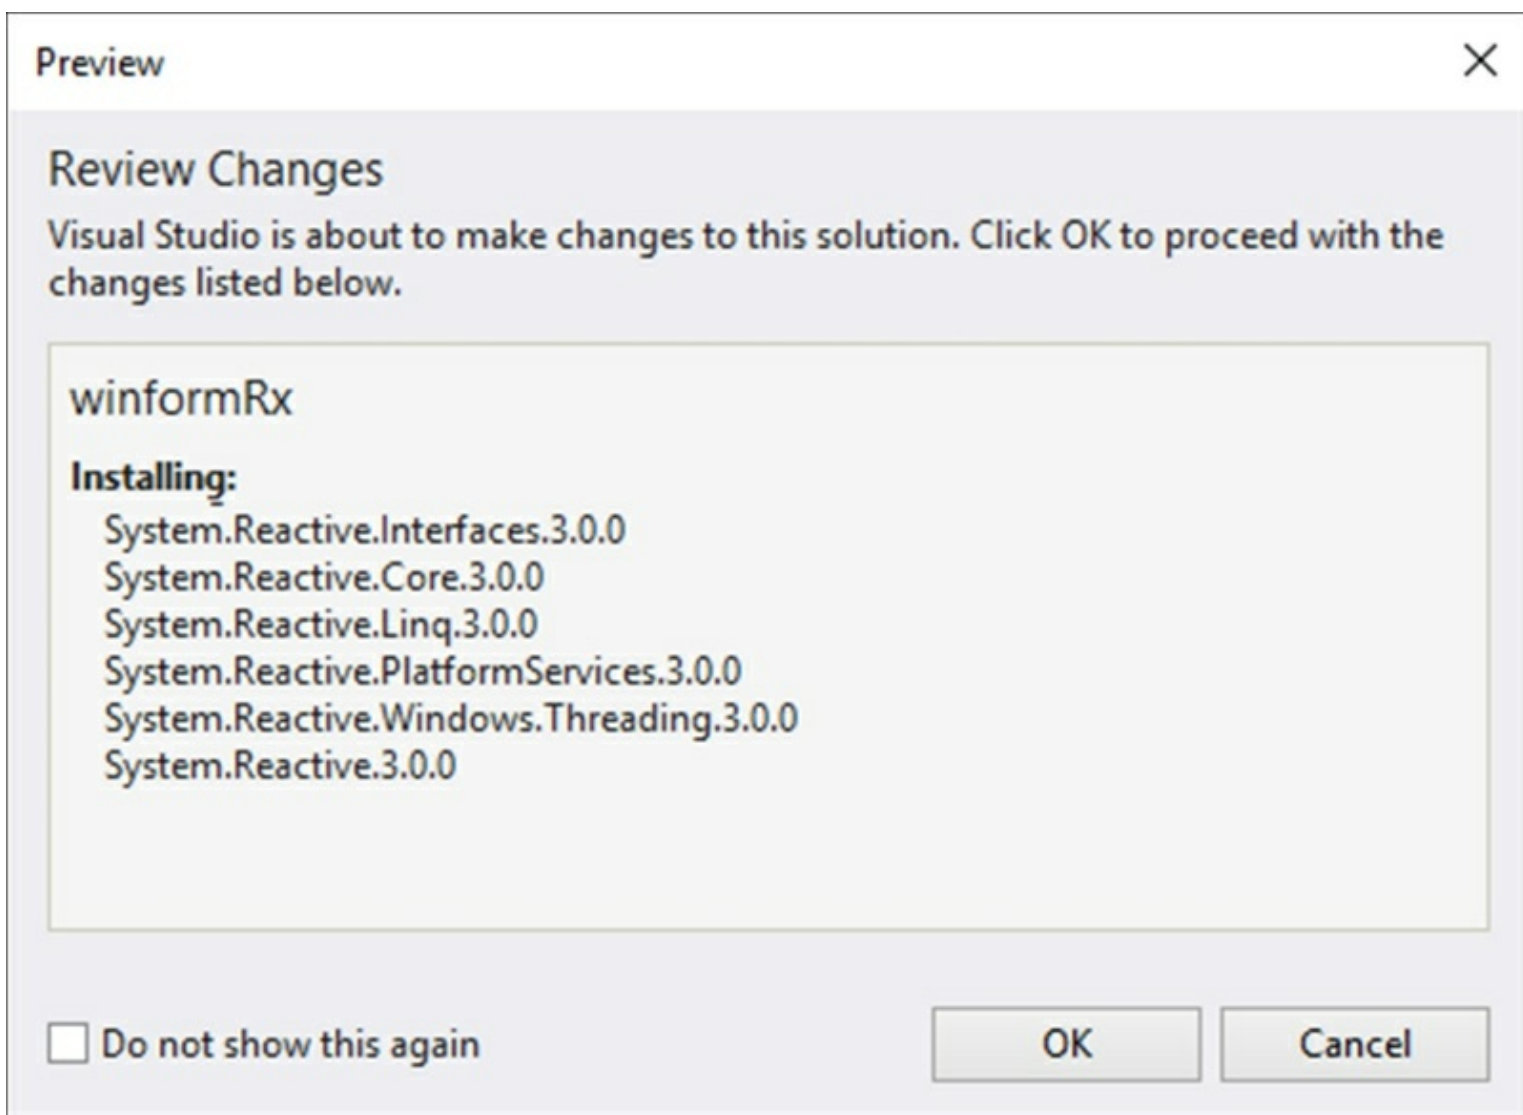 Preview
Review Changes
Visual Studio is about to make changes to this solution. Click OK to proceed with the
changes listed below.
winformRx
Installing:
System.Reactive.Interfaces.3.0.0
System.Reactive.Core.3.0.0
System.Reactive.Linq.3.0.0
System.Reactive.PlatformServices.3.0.0
System.Reactive.Windows.Threading.3.0.0
System.Reactive.3.0.0
Do not show this again
OK
Cancel